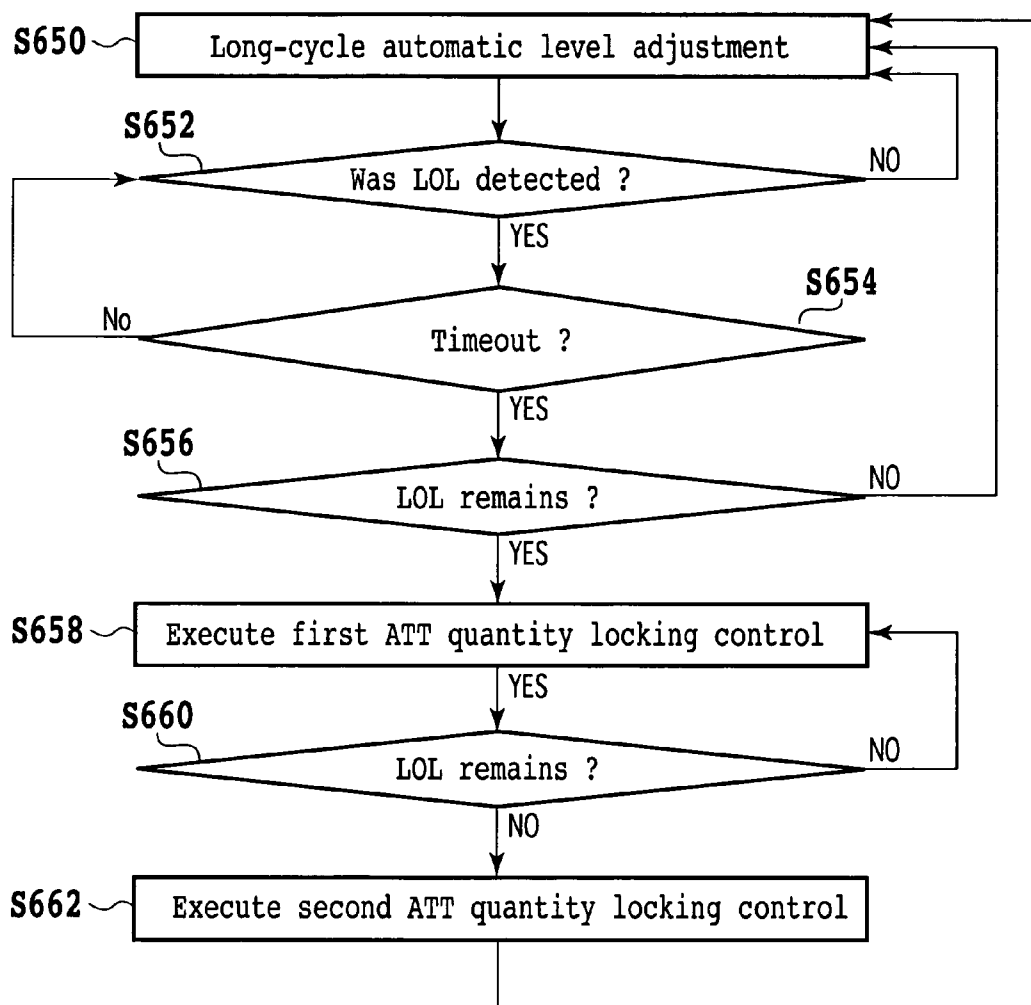 S650
Long-cycle automatic level adjustment
S652
Was LOL detected ?
NO
YES
S654
No
Timeout ?
YES
S656
LOL remains ?
NO
YES
S658
Execute first ATT quantity locking control
YES
S660
LOL remains ?
NO
NO
S662
Execute second ATT quantity locking control